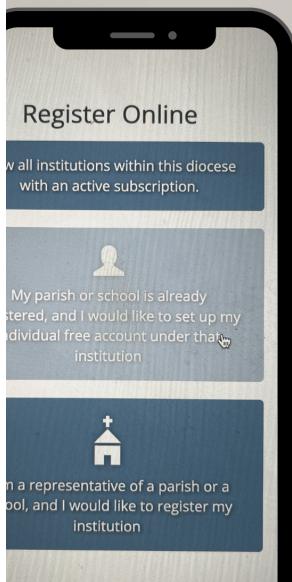 Register Online
all institutions within this diocese
with an active subscription.
My parish or school is already
and I would like to set up my
free account under that
institution
a representative of a parish or a
and I would like to register my
institution